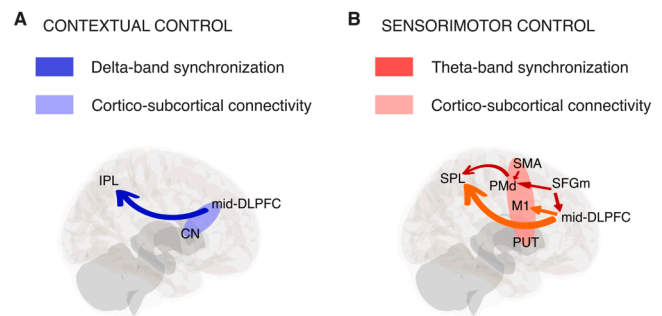 A CONTEXTUAL CONTROL
Delta-band synchronization
Cortico-subcortical connectivity
IPL
mid-DLPFC
CN
B SENSORIMOTOR CONTROL
Theta-band synchronization
Cortico-subcortical connectivity
SMA
SPL
PMd
SFGm
M1
mid-DLPFC
PUT